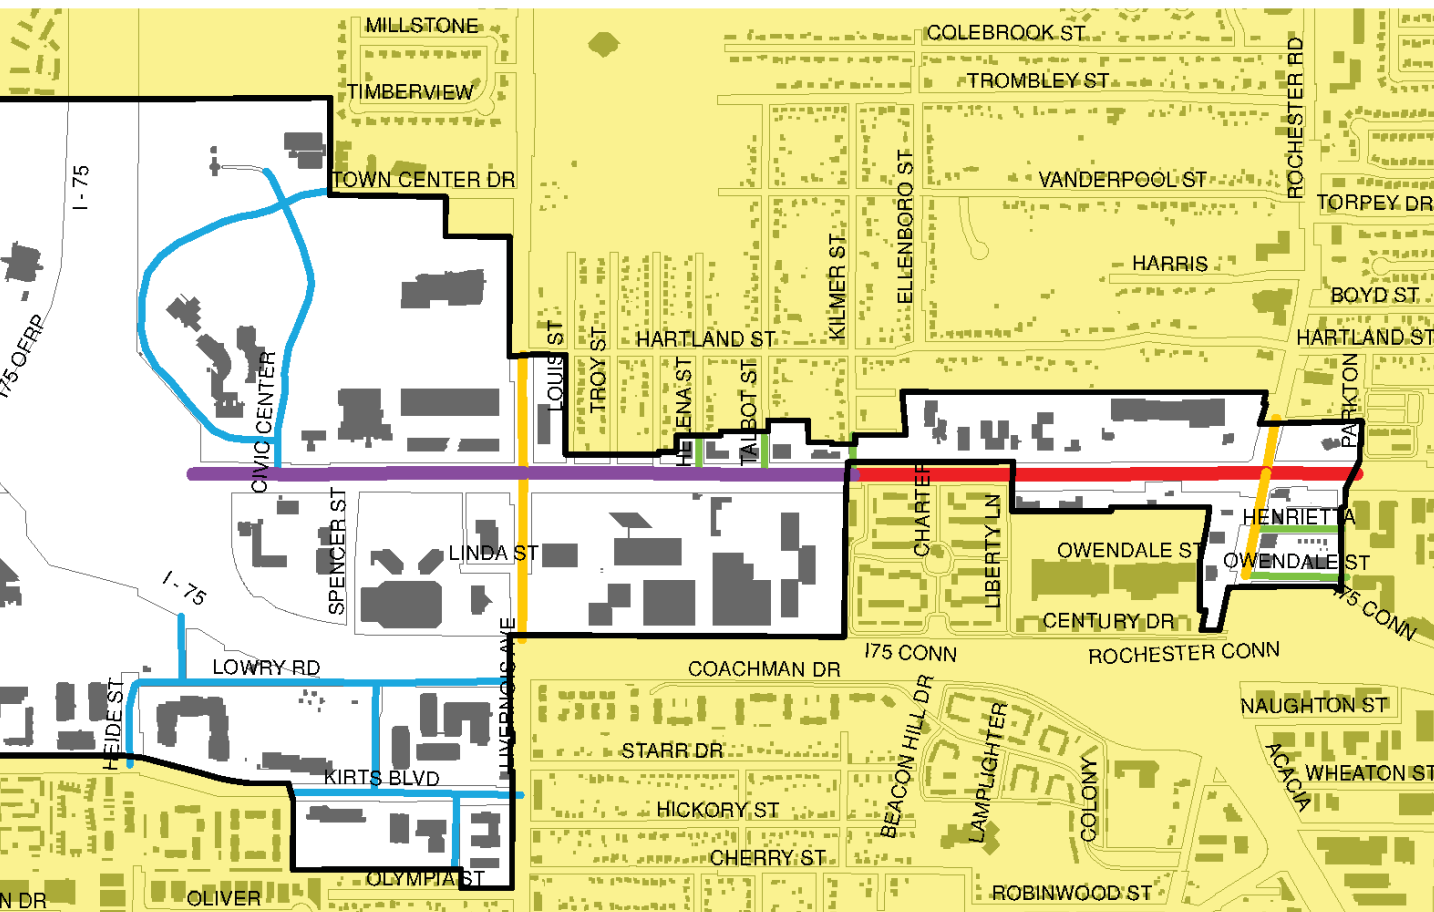 MILLSTONE
COLEBROOK ST
TROMBLEY ST
TIMBERVIEW
ROCHESTER RD
I - 75
TOWN CENTER DR
VANDERPOOL ST
TORPEY DR
ELLENBORO ST
KILMER ST
HARRIS
BOYD ST
I75 OFRP
HARTLAND ST
HARTLAND ST
LOUIS ST
TROY ST
HELENA ST
TALBOT ST
PARKTON
CIVIC CENTER
CHARTER
LIBERTY LN
SPENCER ST
HENRIETTA
LINDA ST
OWENDALE ST
OWENDALE ST
I - 75
I75 CONN
CENTURY DR
I75 CONN
ROCHESTER CONN
LIVERNOIS AVE
LOWRY RD
COACHMAN DR
HEIDE ST
BEACON HILL DR
LAMPLIGHTER
NAUGHTON ST
STARR DR
ACACIA
KIRTS BLVD
COLONY
WHEATON ST
HICKORY ST
CHERRY ST
OLYMPIA ST
OLIVER
ROBINWOOD ST
N DR